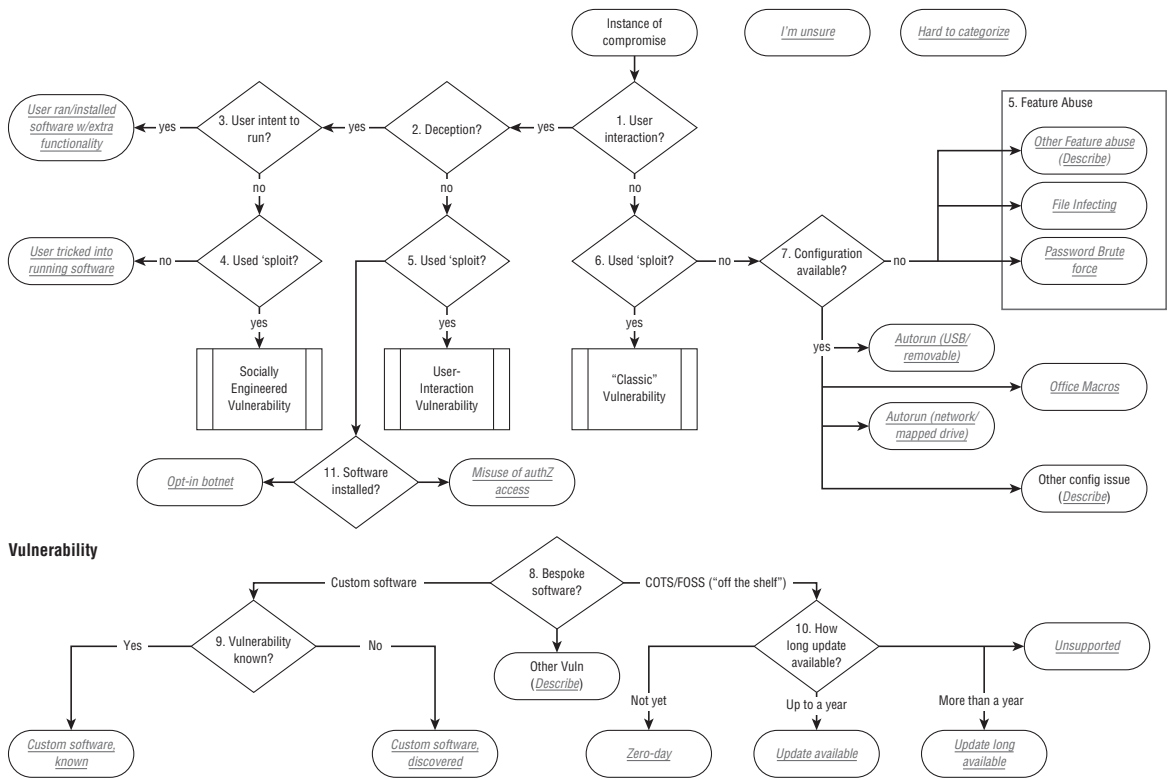 Instance of
compromise
I'm unsure
Hard to categorize
User ran/installed
software w/extra
functionality
yes
3. User intent to
run?
yes
2. Deception?
yes
1. User
interaction?
5. Feature Abuse
Other Feature abuse
(Describe)
File Infecting
Password Brute
force
no
no
no
User tricked into
running software
no
4. Used 'sploit?
5. Used 'sploit?
6. Used 'sploit?
no
7. Configuration
available?
no
yes
yes
yes
yes
Socially
Engineered
Vulnerability
User-
Interaction
Vulnerability
“Classic”
Vulnerability
Autorun (USB/
removable)
Office Macros
Autorun (network/
mapped drive)
Other config issue
(Describe)
Opt-in botnet
11. Software
installed?
Misuse of authZ
access
Vulnerability
Custom software
8. Bespoke
software?
COTS/FOSS (“off the shelf”)
Yes
9. Vulnerability
known?
No
Other Vuln
(Describe)
10. How
long update
available?
Unsupported
Not yet
Up to a year
More than a year
Custom software,
known
Custom software,
discovered
Zero-day
Update available
Update long
available